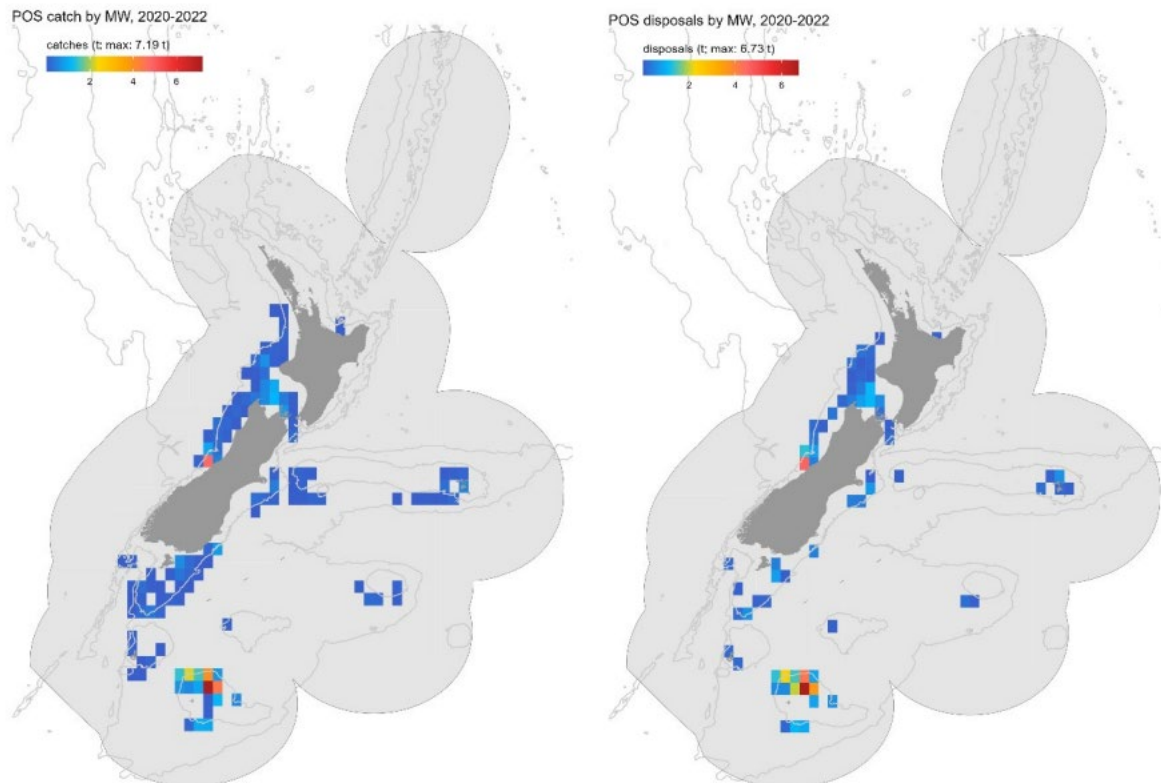 POS catch by MW, 2020-2022
catches (t; max: 7.19 t)
2 4 6
POS disposals by MW, 2020-2022
disposals (t; max: 6.73 t)
2 4 6